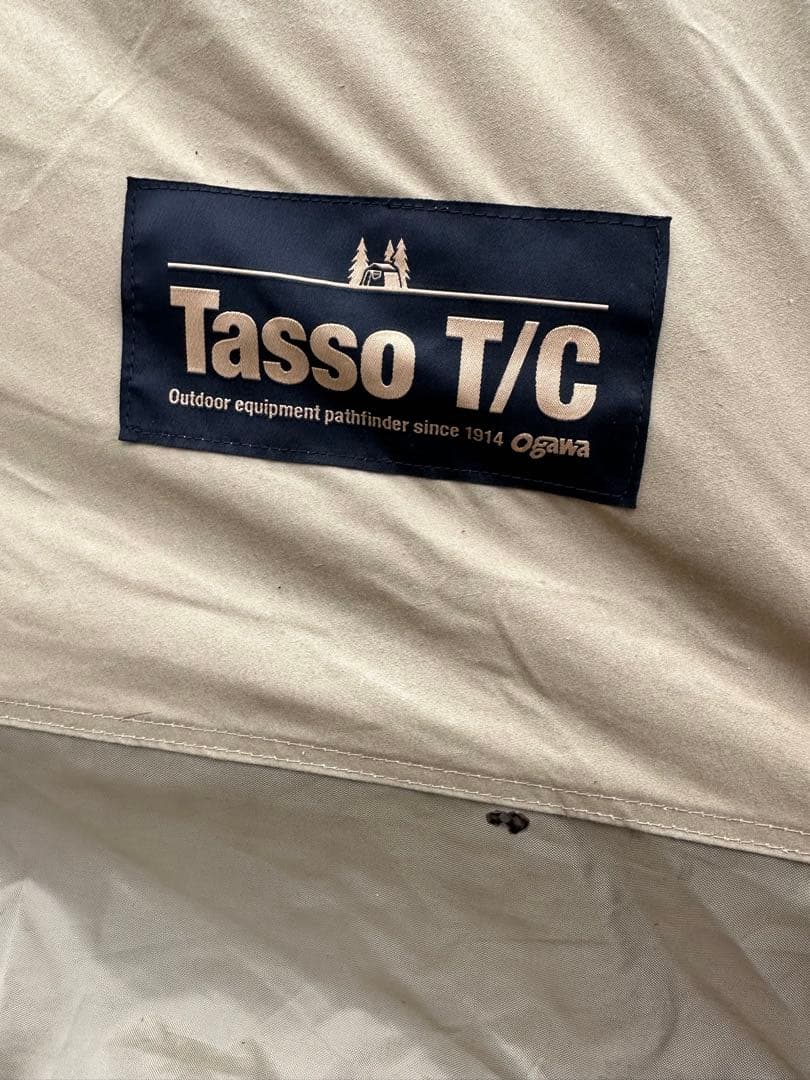 Tasso T/C
Outdoor equipment pathfinder since 1914 Ogawa